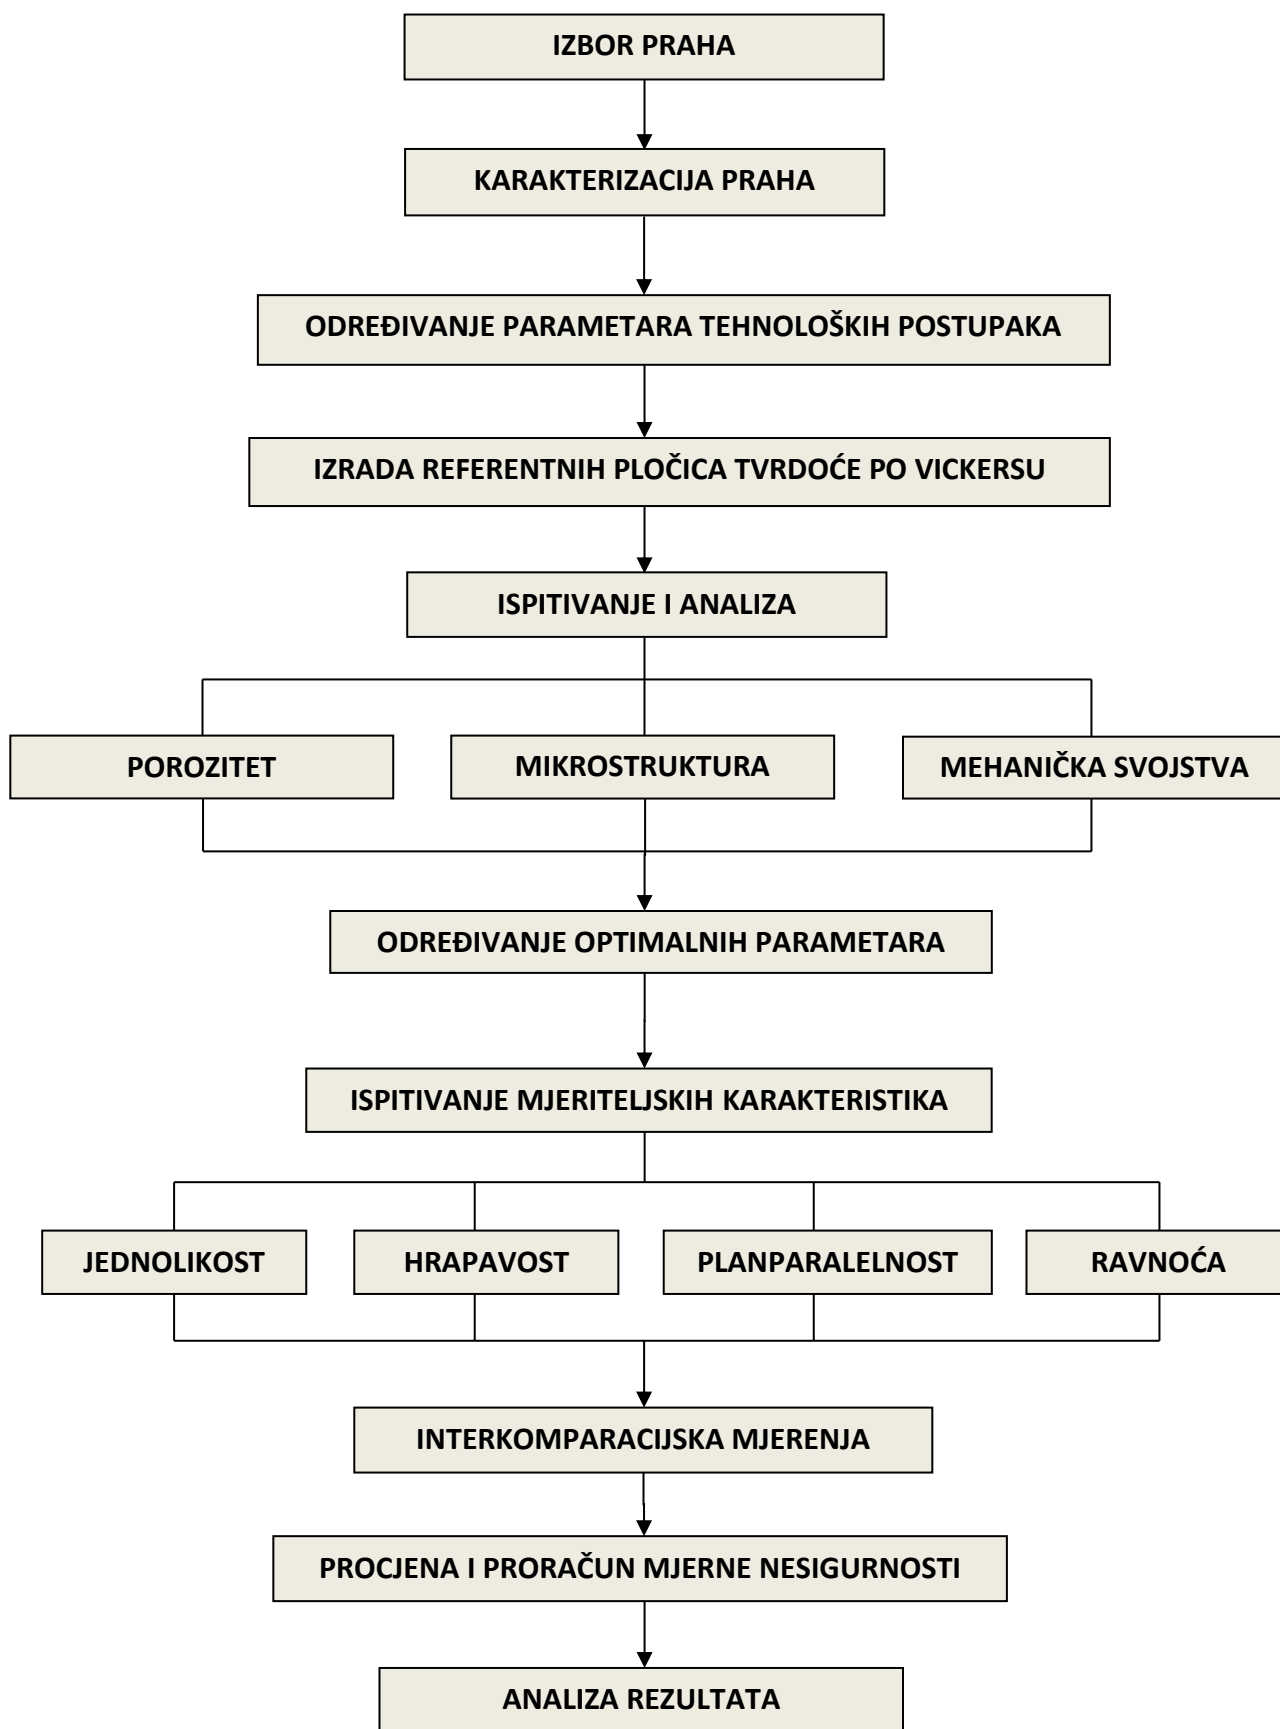 IZBOR PRAHA
KARAKTERIZACIJA PRAHA
ODREĐIVANJE PARAMETARA TEHNOLOŠKIH POSTUPAKA
IZRADA REFERENTNIH PLOČICA TVRDOĆE PO VICKERSU
ISPITIVANJE I ANALIZA
POROZITET
MIKROSTRUKTURA
MEHANIČKA SVOJSTVA
ODREĐIVANJE OPTIMALNIH PARAMETARA
ISPITIVANJE MJERITELJSKIH KARAKTERISTIKA
JEDNOLIKOST
HRAPAVOST
PLANPARALELNOST
RAVNOĆA
INTERKOMPARACIJSKA MJERENJA
PROCJENA I PRORAČUN MJERNE NESIGURNOSTI
ANALIZA REZULTATA